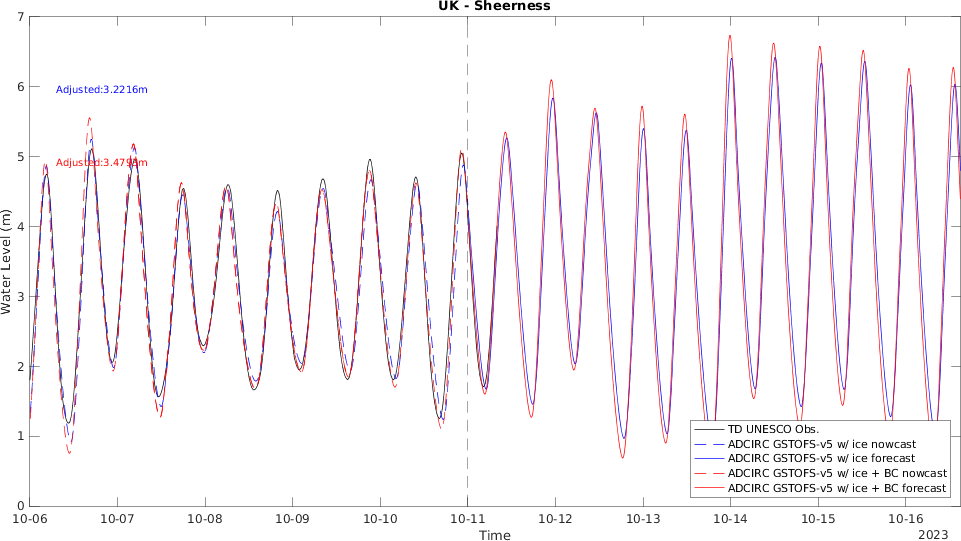 UK - Sheerness
7
6
5
4
3
2
1
0
Water Level (m)
Adjusted:3.2216m
Adjusted:3.4795m
TD UNESCO Obs.
ADCIRC GSTOFS-v5 w/ ice nowcast
ADCIRC GSTOFS-v5 w/ ice forecast
ADCIRC GSTOFS-v5 w/ ice + BC nowcast
ADCIRC GSTOFS-v5 w/ ice + BC forecast
10-06 10-07 10-08 10-09 10-10 10-11 10-12 10-13 10-14 10-15 10-16
Time
2023